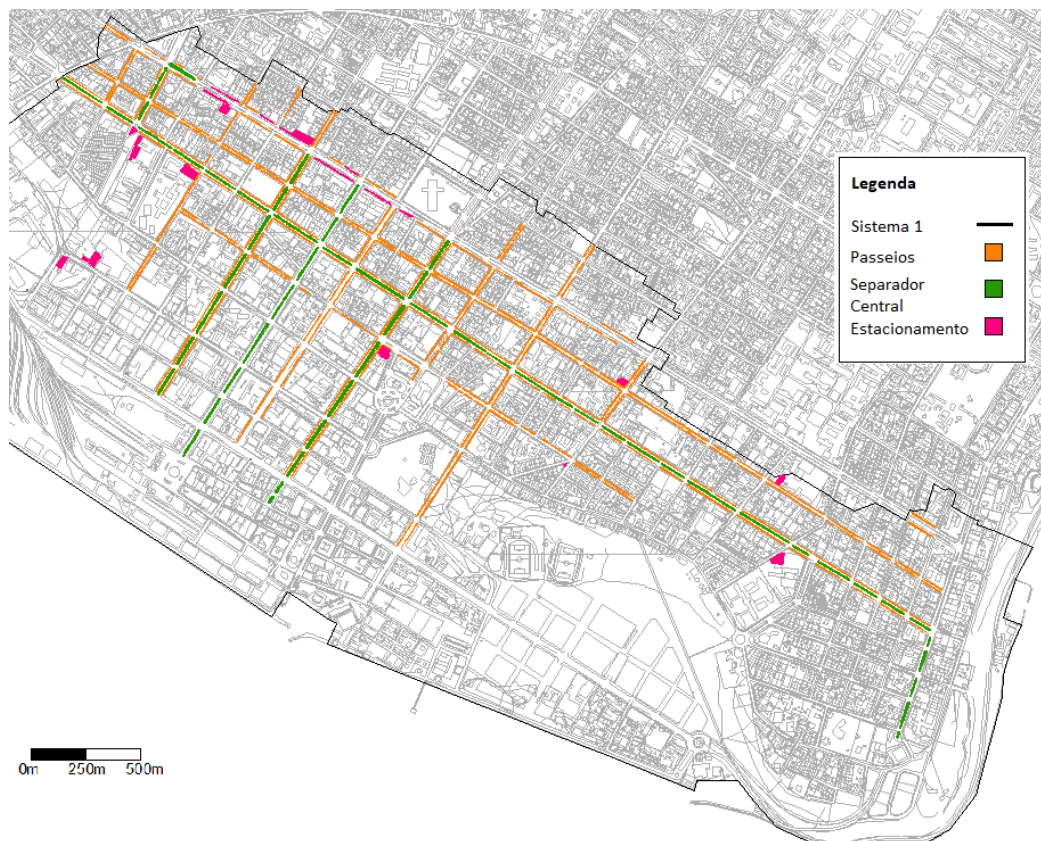 Legenda
Sistema 1
Passeios
Separador
Central
Estacionamento
0m 250m 500m